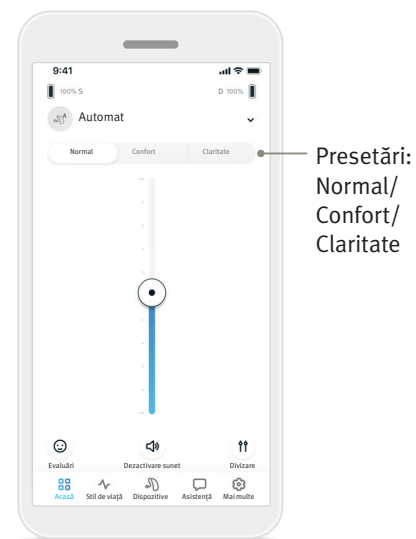 9:41
100% S
D 100%
Automat
Normal Confort Claritate
Presetări:
Normal/
Confort/
Claritate
Evaluări Dezactivare sunet Divizare
Acasă Stil de viață Dispozitive Asistență Mai multe